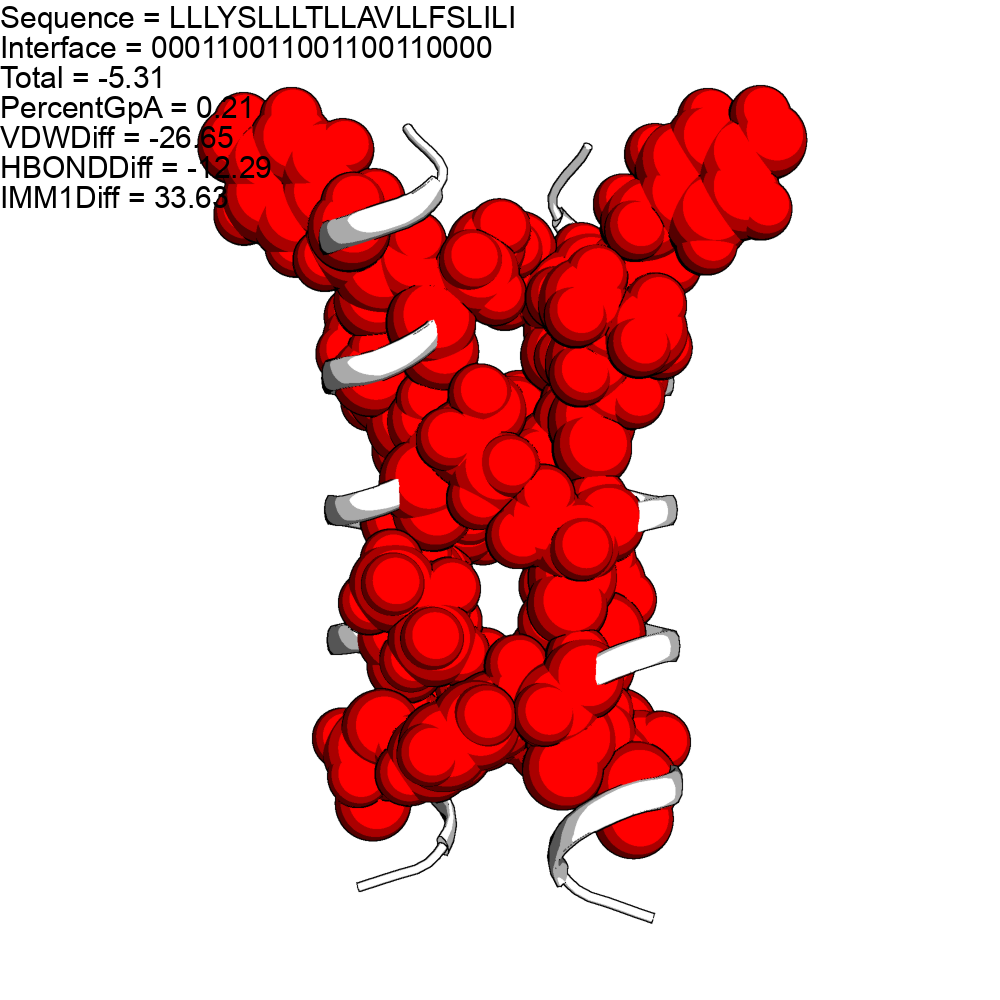 Sequence = LLLYSLLLTLLAVLLFSLILI
Interface = 000110011001100110000
Total = -5.31
PercentGpA = 0.21
VDWDiff = -26.65
HBONDDiff = -12.29
IMM1Diff = 33.63